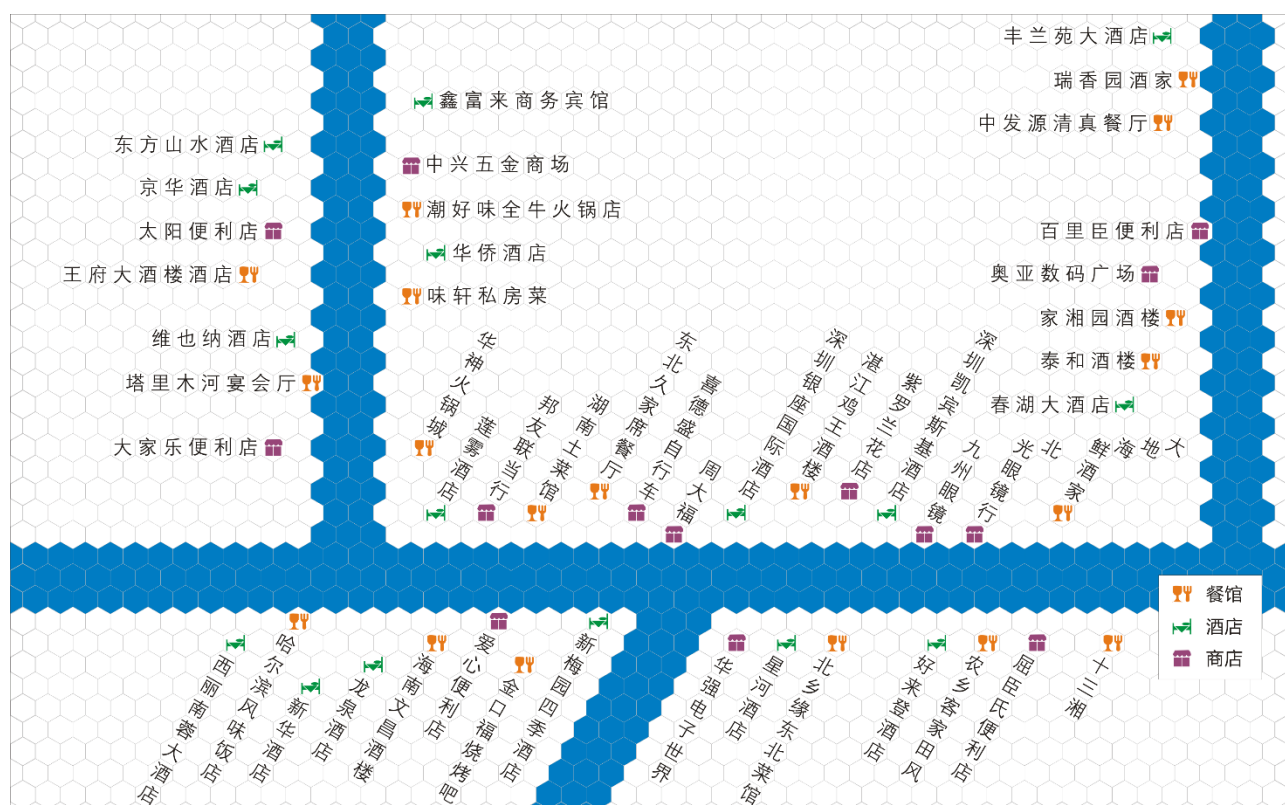 丰兰苑大酒店
瑞香园酒家
鑫富来商务宾馆
中发源清真餐厅
东方山水酒店
中兴五金商场
京华酒店
潮好味全牛火锅店
太阳便利店
百里臣便利店
华侨酒店
王府大酒楼酒店
奥亚数码广场
味轩私房菜
家湘园酒楼
维也纳酒店
泰和酒楼
塔里木河宴会厅
春湖大酒店
大家乐便利店
华神火锅城
莲雾酒店
邦友联当行
湖南土菜馆
东北久家席餐厅
喜德盛自行车
周大福
深圳银座国际酒店
湛江鸡王酒楼
紫罗兰花店
深圳凯宾斯基酒店
九州眼镜
北光眼镜行
大地海鲜酒家
餐馆
酒店
商店
西丽南蓉大酒店
哈尔滨风味饭店
新华酒店
龙泉酒店
海南文昌酒楼
爱心便利店
金口福烧烤吧
新梅园四季酒店
华强电子世界
星河酒店
北乡缘东北菜馆
好来登酒店
农乡客家田风
屈臣氏便利店
十三湘